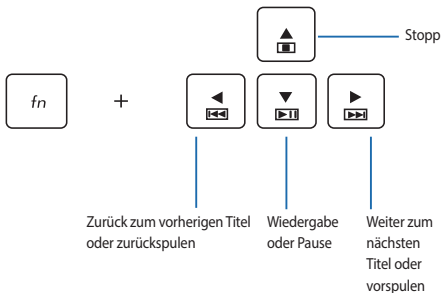 Stopp
fn +
Zurück zum vorherigen Titel
oder zurückspulen
Wiedergabe
oder Pause
Weiter zum
nächsten
Titel oder
vorspulen